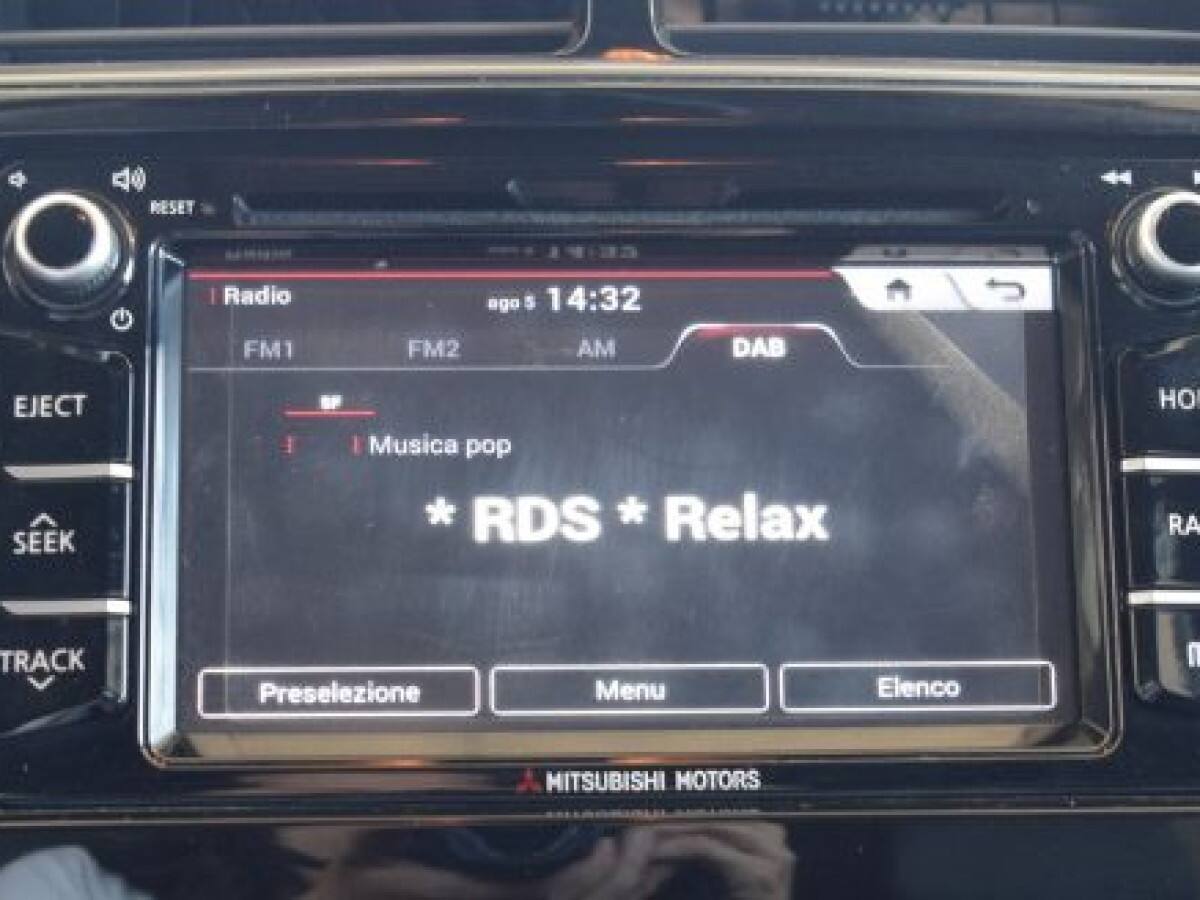 RESET
Radio
ago 5 14:32
FM1 FM2 AM DAB
SF
Musica pop
* RDS * Relax
Preselezione Menu Elenco
EJECT
SEEK
TRACK
MITSUBISHI MOTORS